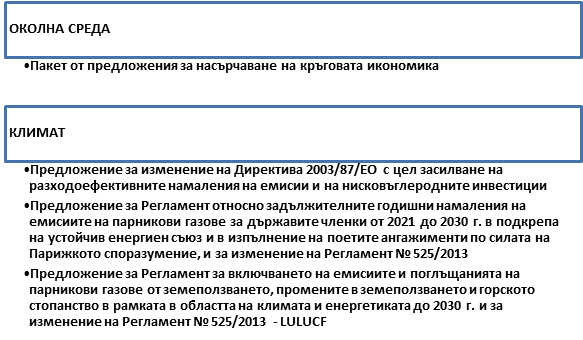 ОКОЛНА СРЕДА
•Пакет от предложения за насърчаване на кръговата икономика
КЛИМАТ
•Предложение за изменение на Директива 2003/87/ЕО с цел засилване на
разходоефективните намаления на емисии и на нисковъглеродните инвестиции
•Предложение за Регламент относно задължителните годишни намаления на
емисиите на парникови газове за държавите членки от 2021 до 2030 г. в подкрепа
на устойчив енергиен съюз и в изпълнение на поетите ангажименти по силата на
Парижкото споразумение, и за изменение на Регламент № 525/2013
•Предложение за Регламент за включването на емисиите и поглъщанията на
парникови газове от земеползването, промените в земеползването и горското
стопанство в рамката в областта на климата и енергетиката до 2030 г. и за
изменение на Регламент № 525/2013 - LULUCF